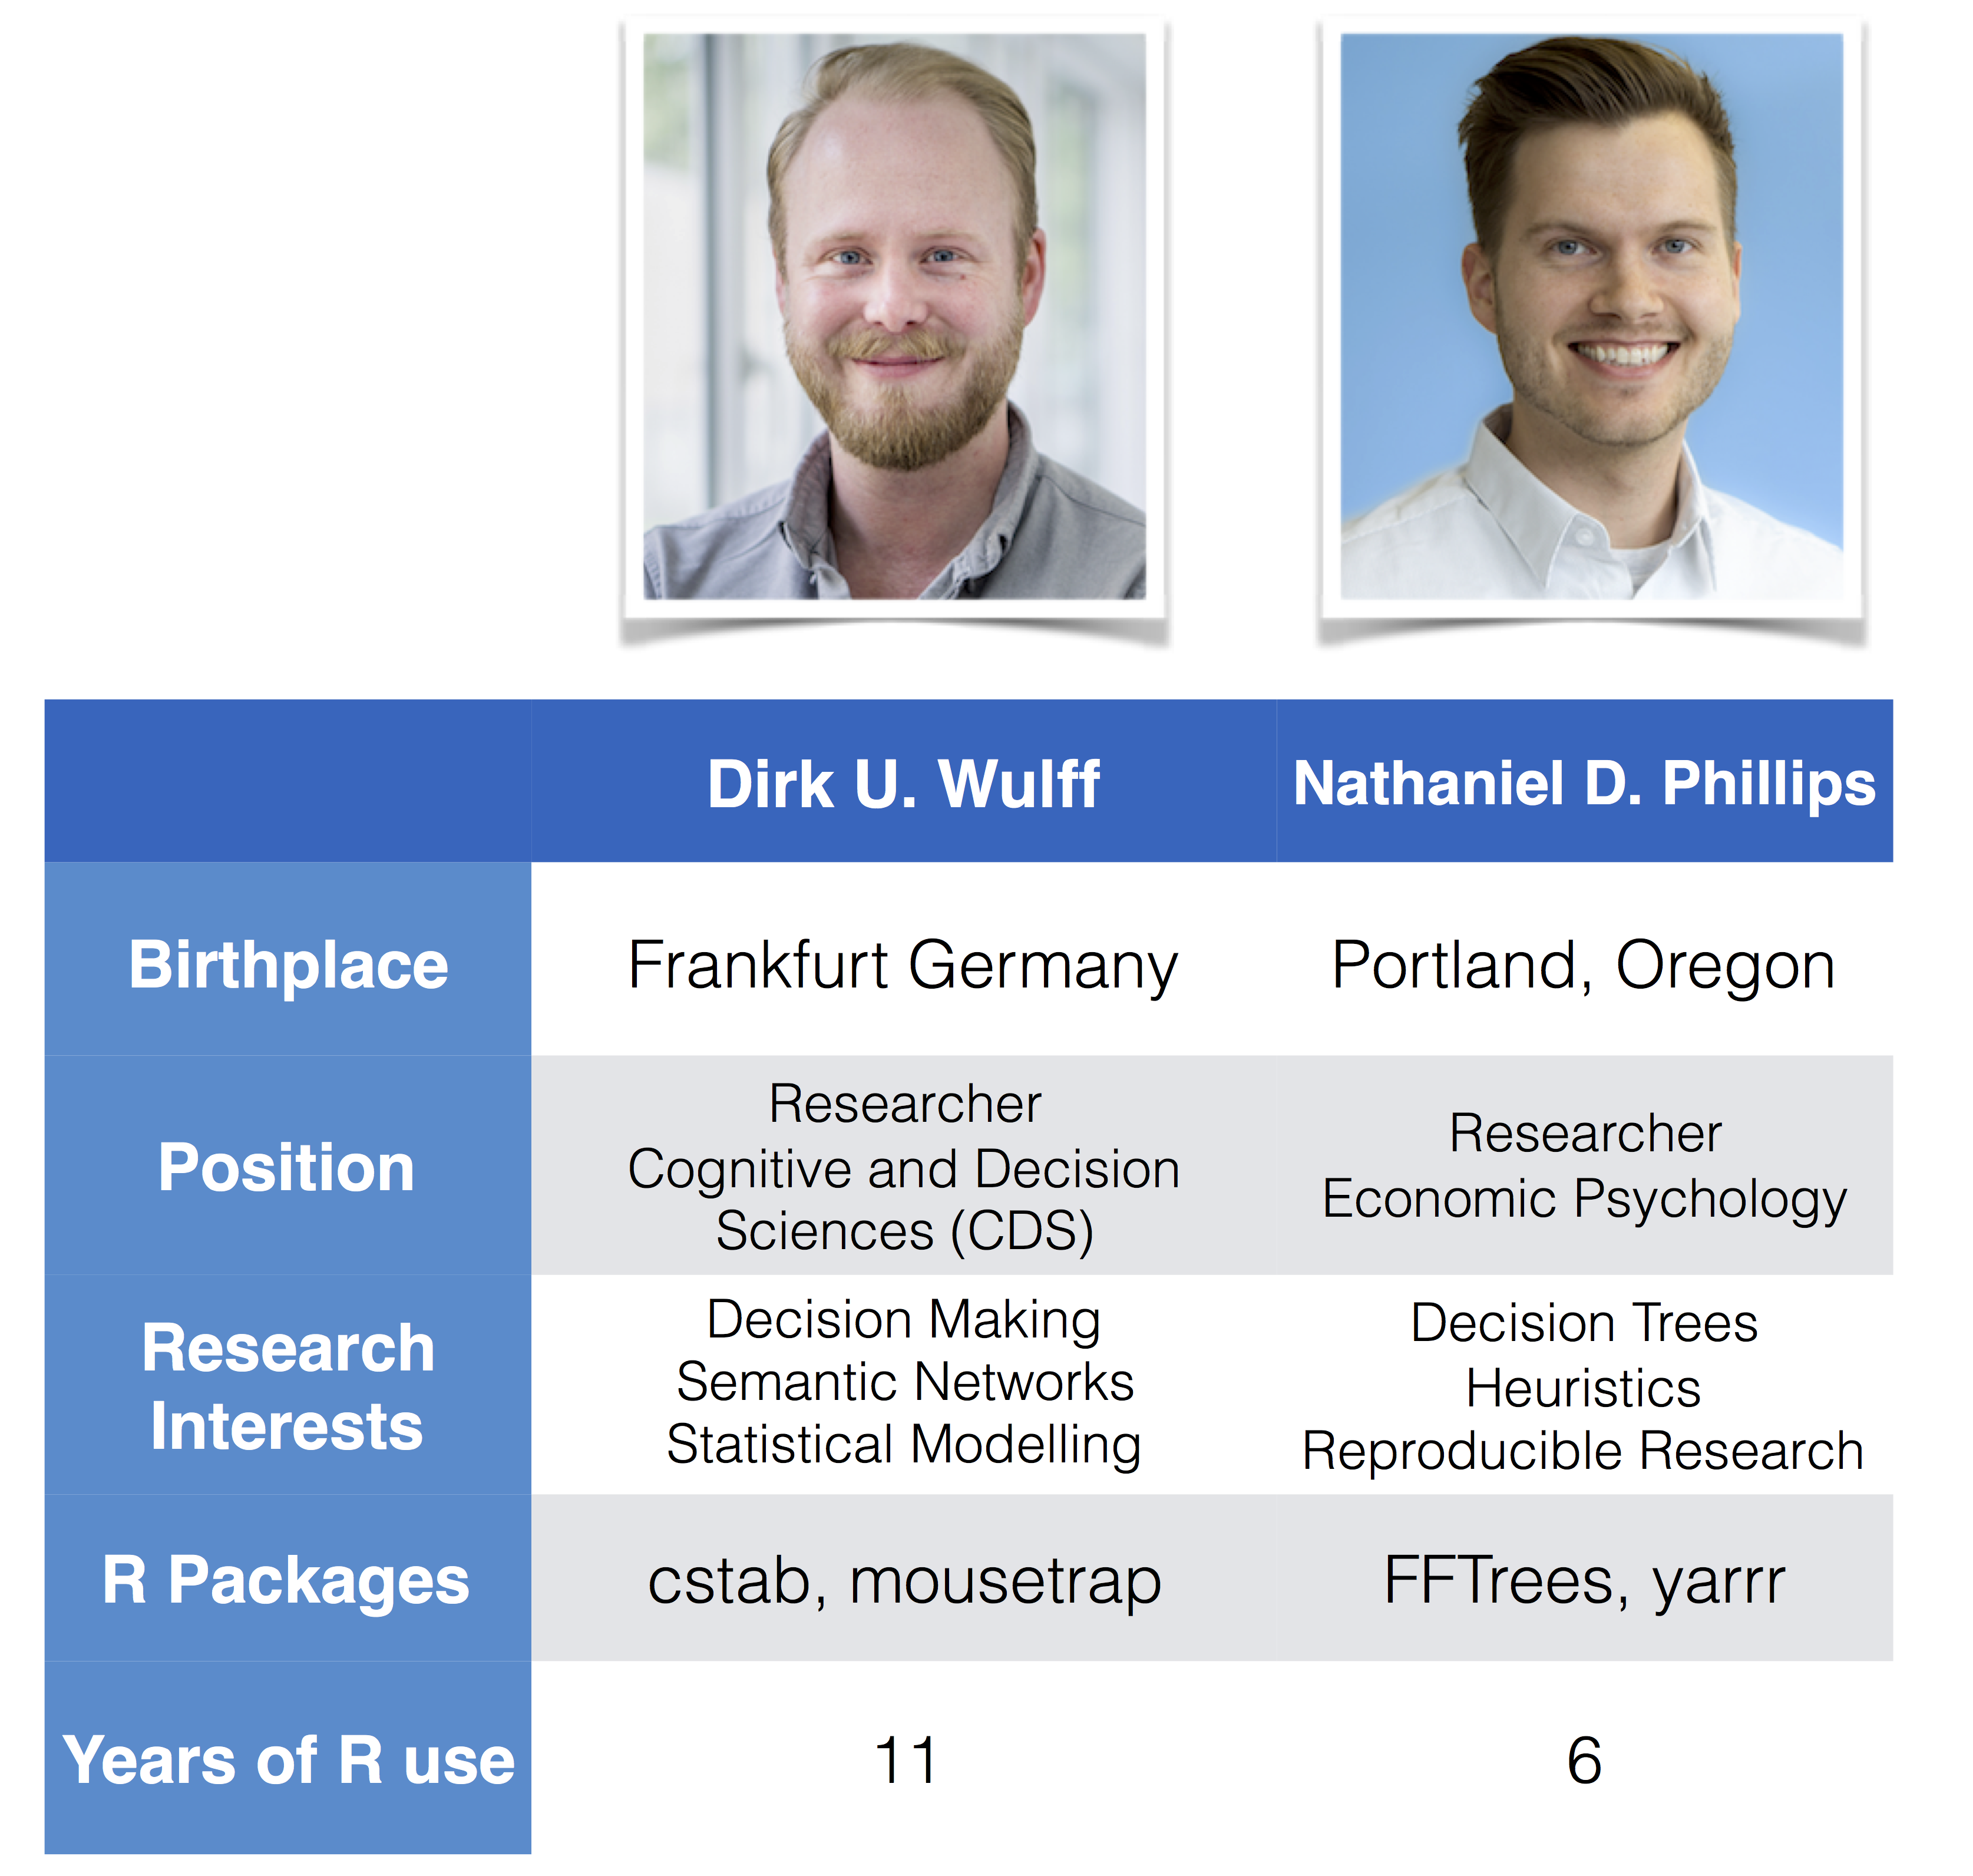 Dirk U. Wulff
Nathaniel D. Phillips
Birthplace
Frankfurt Germany
Portland, Oregon
Position
Researcher
Cognitive and Decision
Sciences (CDS)
Researcher
Economic Psychology
Research
Interests
Decision Making
Semantic Networks
Statistical Modelling
Decision Trees
Heuristics
Reproducible Research
R Packages
cstab, mousetrap
FFTrees, yarrr
Years of R use
11
6